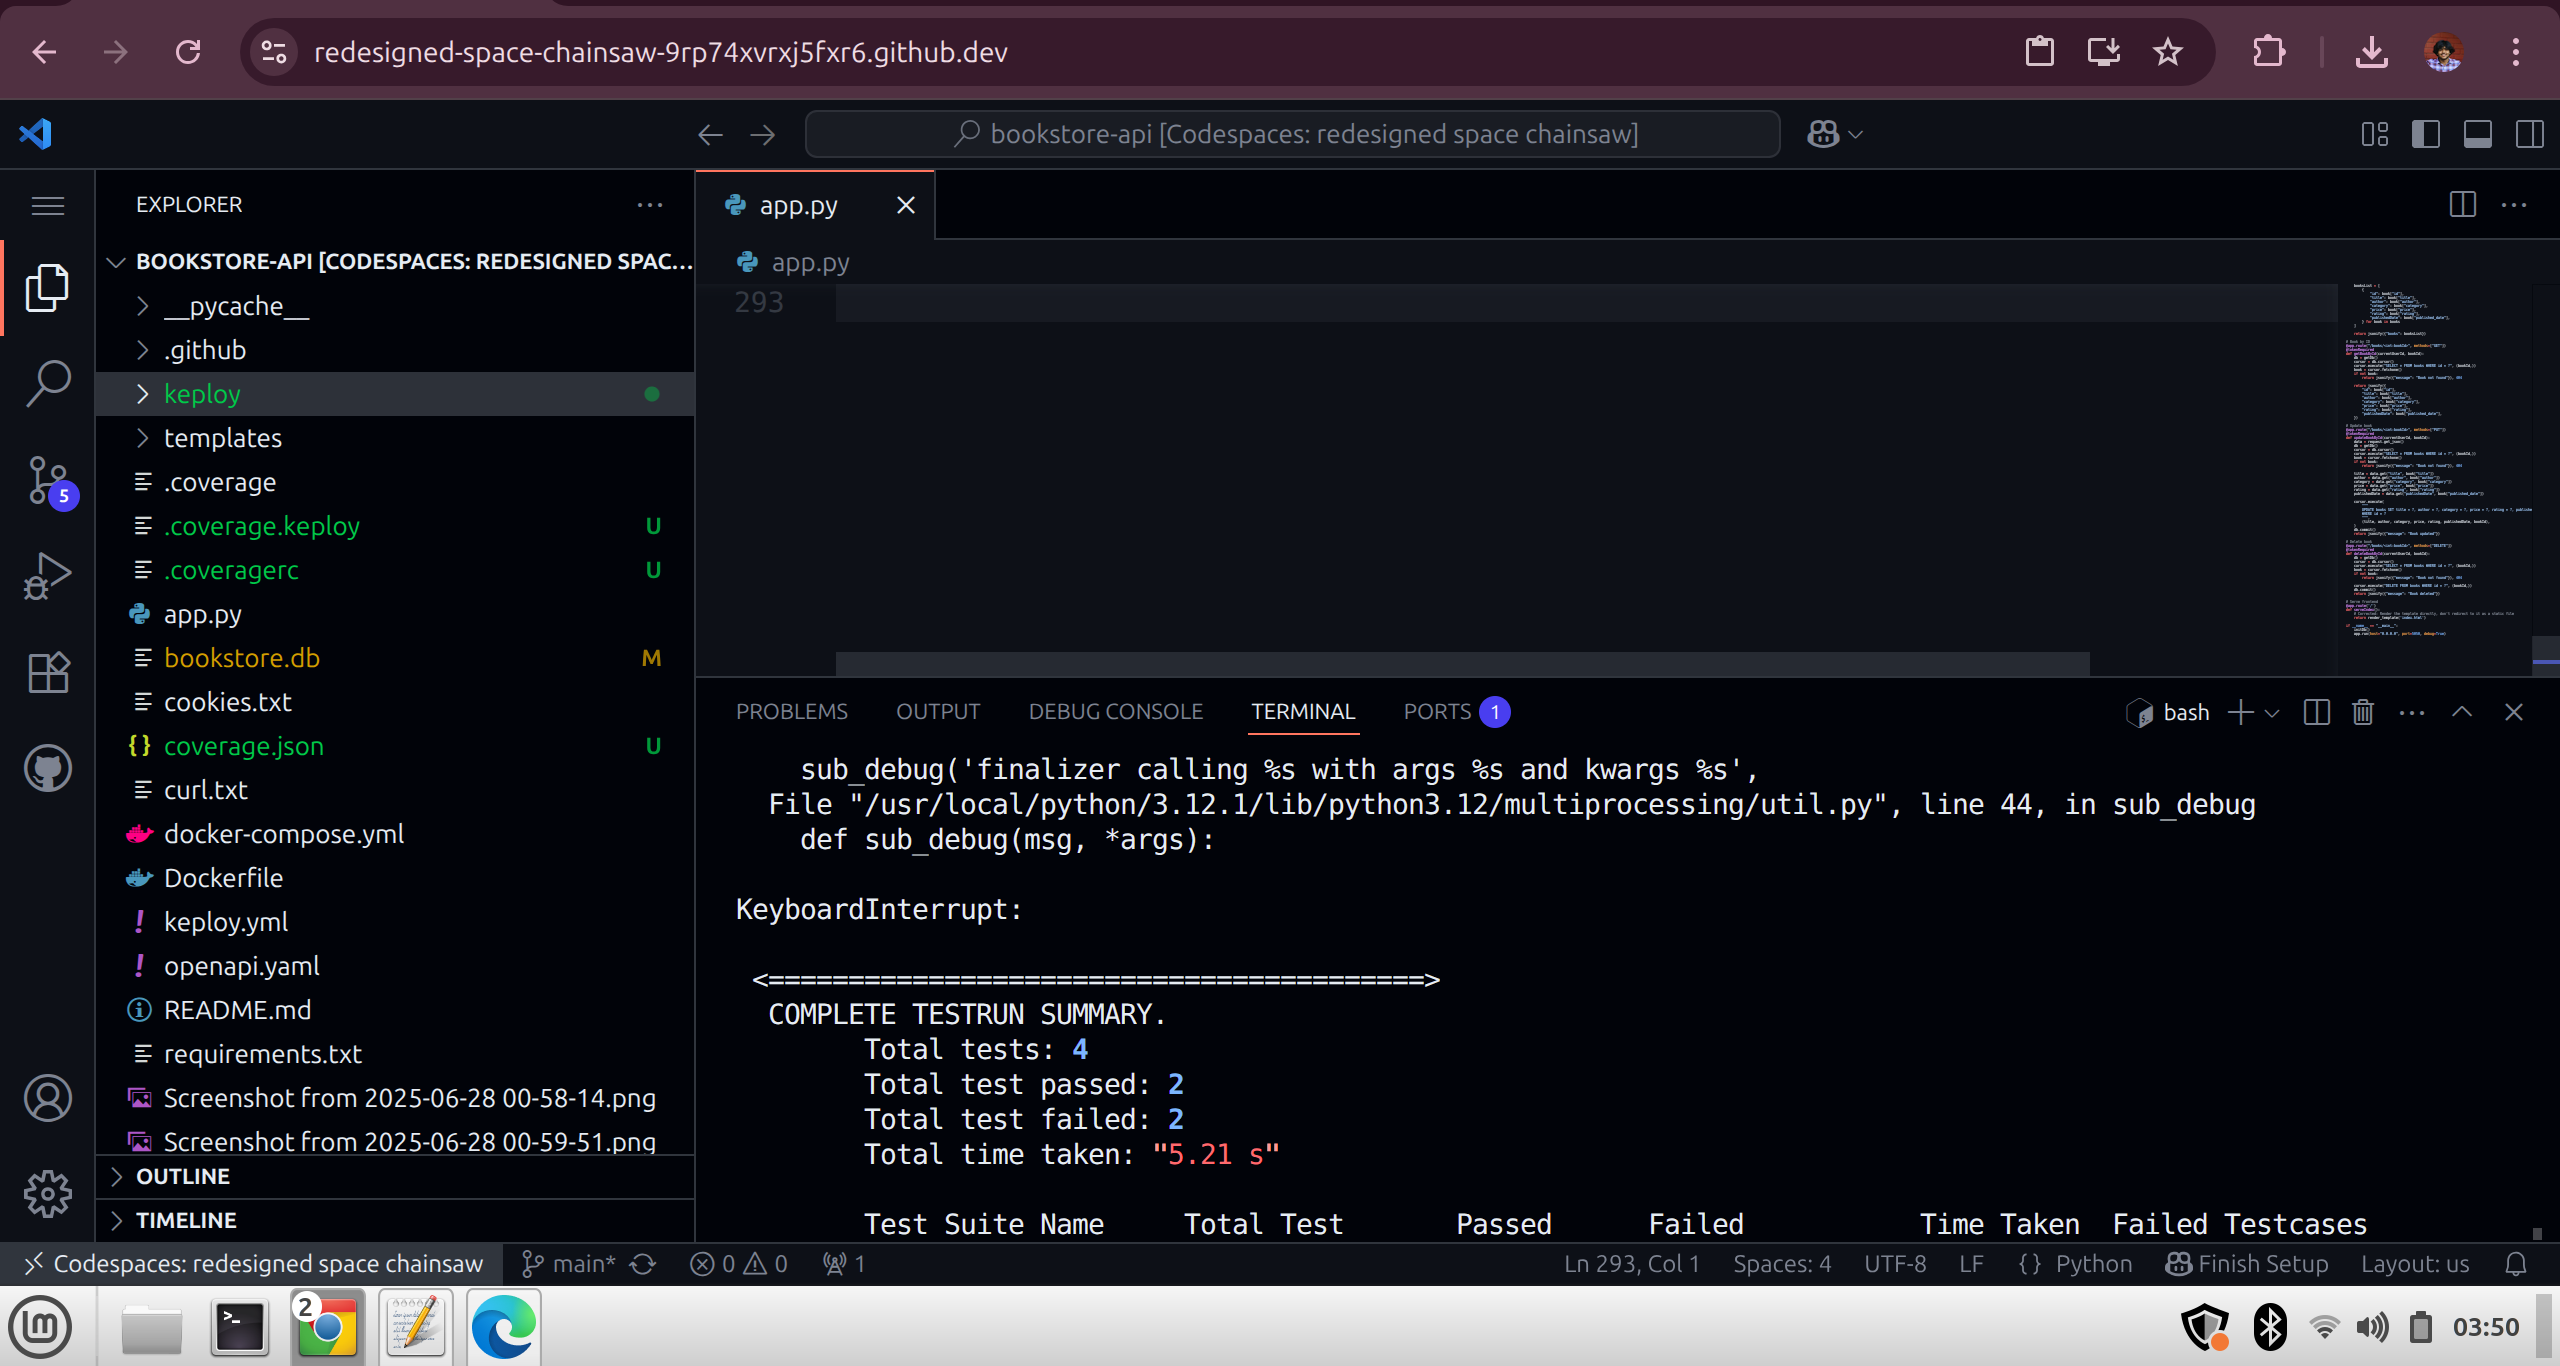 redesigned-space-chainsaw-9rp74xvrxj5fxr6.github.dev
bookstore-api [Codespaces: redesigned space chainsaw]
EXPLORER
BOOKSTORE-API [CODESPACES: REDESIGNED SPAC...
__pycache__
.github
keploy
templates
.coverage
.coverage.keploy U
.coveragerc U
app.py
bookstore.db M
cookies.txt
coverage.json U
curl.txt
docker-compose.yml
Dockerfile
keploy.yml
openapi.yaml
README.md
requirements.txt
Screenshot from 2025-06-28 00-58-14.png
Screenshot from 2025-06-28 00-59-51.png
OUTLINE
TIMELINE
5
app.py
app.py
293
PROBLEMS OUTPUT DEBUG CONSOLE TERMINAL PORTS 1
bash
sub_debug('finalizer calling %s with args %s and kwargs %s',
File "/usr/local/python/3.12.1/lib/python3.12/multiprocessing/util.py", line 44, in sub_debug
def sub_debug(msg, *args):
KeyboardInterrupt:
<=========================================>
COMPLETE TESTRUN SUMMARY.
Total tests: 4
Total test passed: 2
Total test failed: 2
Total time taken: "5.21 s"
Test Suite Name Total Test Passed Failed Time Taken Failed Testcases
Codespaces: redesigned space chainsaw main* 0 0 1 Ln 293, Col 1 Spaces: 4 UTF-8 LF {} Python Finish Setup Layout: us
2
03:50